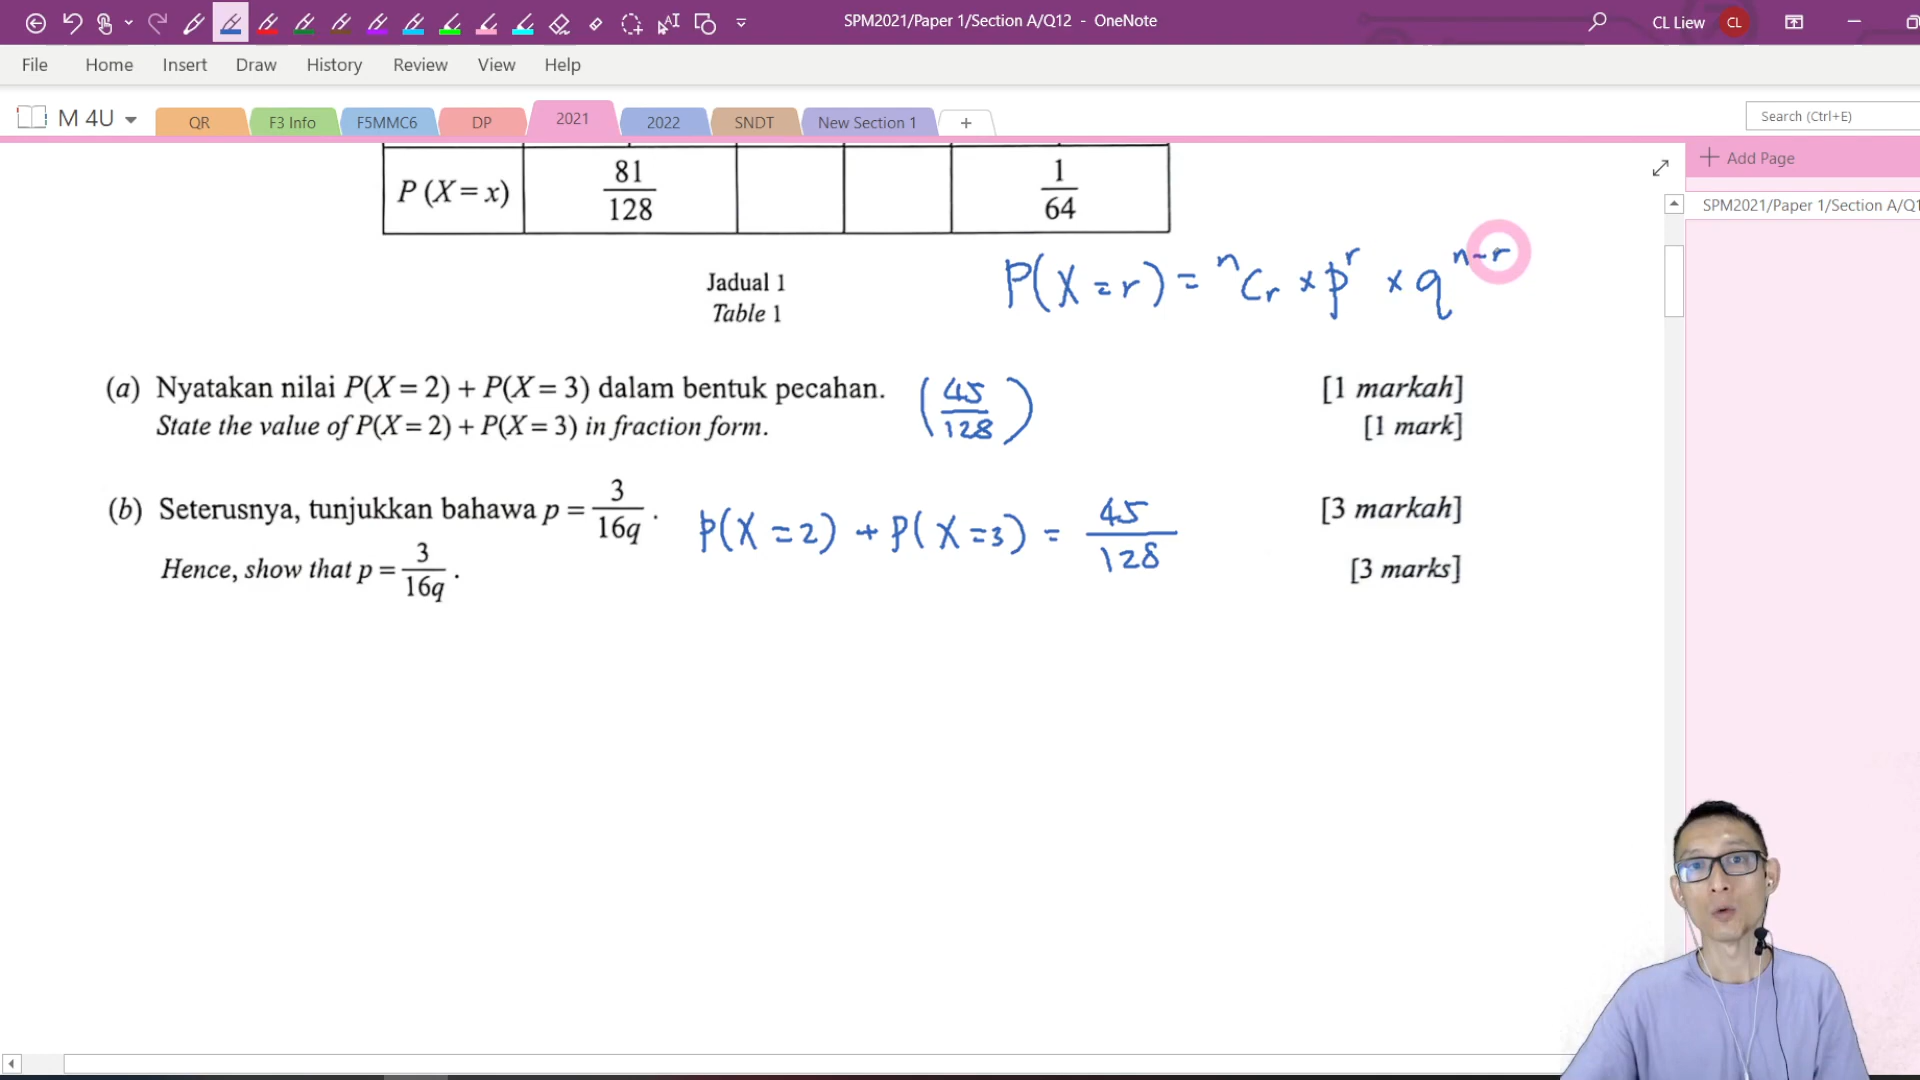 SPM2021/Paper 1/Section A/Q12 - OneNote
CL Liew
CL
File Home Insert Draw History Review View Help
M 4U
QR
F3 Info
F5MMC6
DP
2021
2022
SNDT
New Section 1
+
Search (Ctrl+E)
Add Page
SPM2021/Paper 1/Section A/Q1
P (X = x) 81/128 1/64
Jadual 1
Table 1
P(X = r) = ⁿCᵣ × pʳ × qⁿ⁻ʳ
(a) Nyatakan nilai P(X = 2) + P(X = 3) dalam bentuk pecahan. (45/128) [1 markah]
State the value of P(X = 2) + P(X = 3) in fraction form. [1 mark]
(b) Seterusnya, tunjukkan bahawa p = 3/16q . P(X = 2) + P(X = 3) = 45/128 [3 markah]
Hence, show that p = 3/16q . [3 marks]